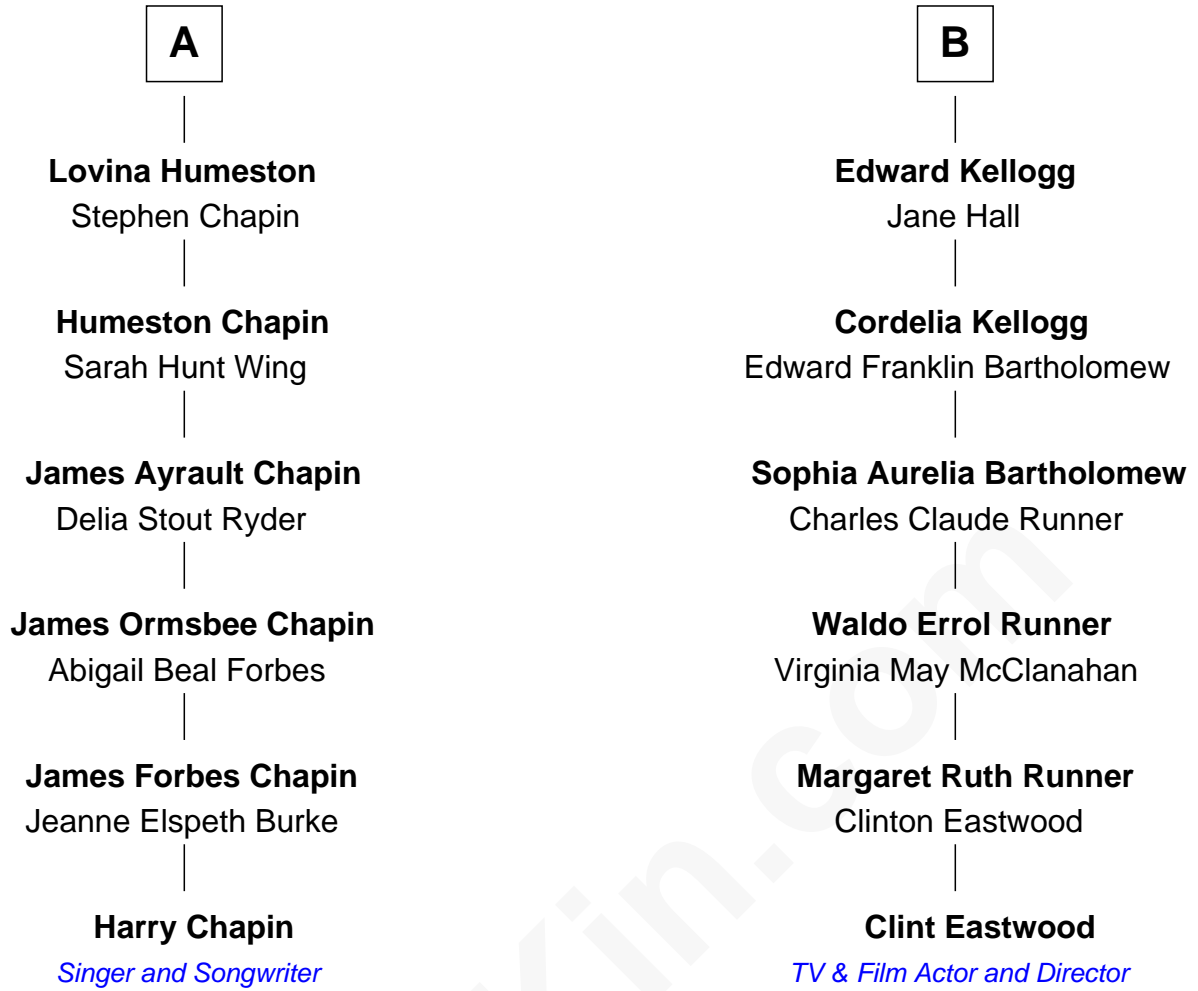 A
B
Lovina Humeston
Stephen Chapin
Edward Kellogg
Jane Hall
Humeston Chapin
Sarah Hunt Wing
Cordelia Kellogg
Edward Franklin Bartholomew
James Ayrault Chapin
Delia Stout Ryder
Sophia Aurelia Bartholomew
Charles Claude Runner
James Ormsbee Chapin
Abigail Beal Forbes
Waldo Errol Runner
Virginia May McClanahan
James Forbes Chapin
Jeanne Elspeth Burke
Margaret Ruth Runner
Clinton Eastwood
Harry Chapin
Singer and Songwriter
Clint Eastwood
TV & Film Actor and Director